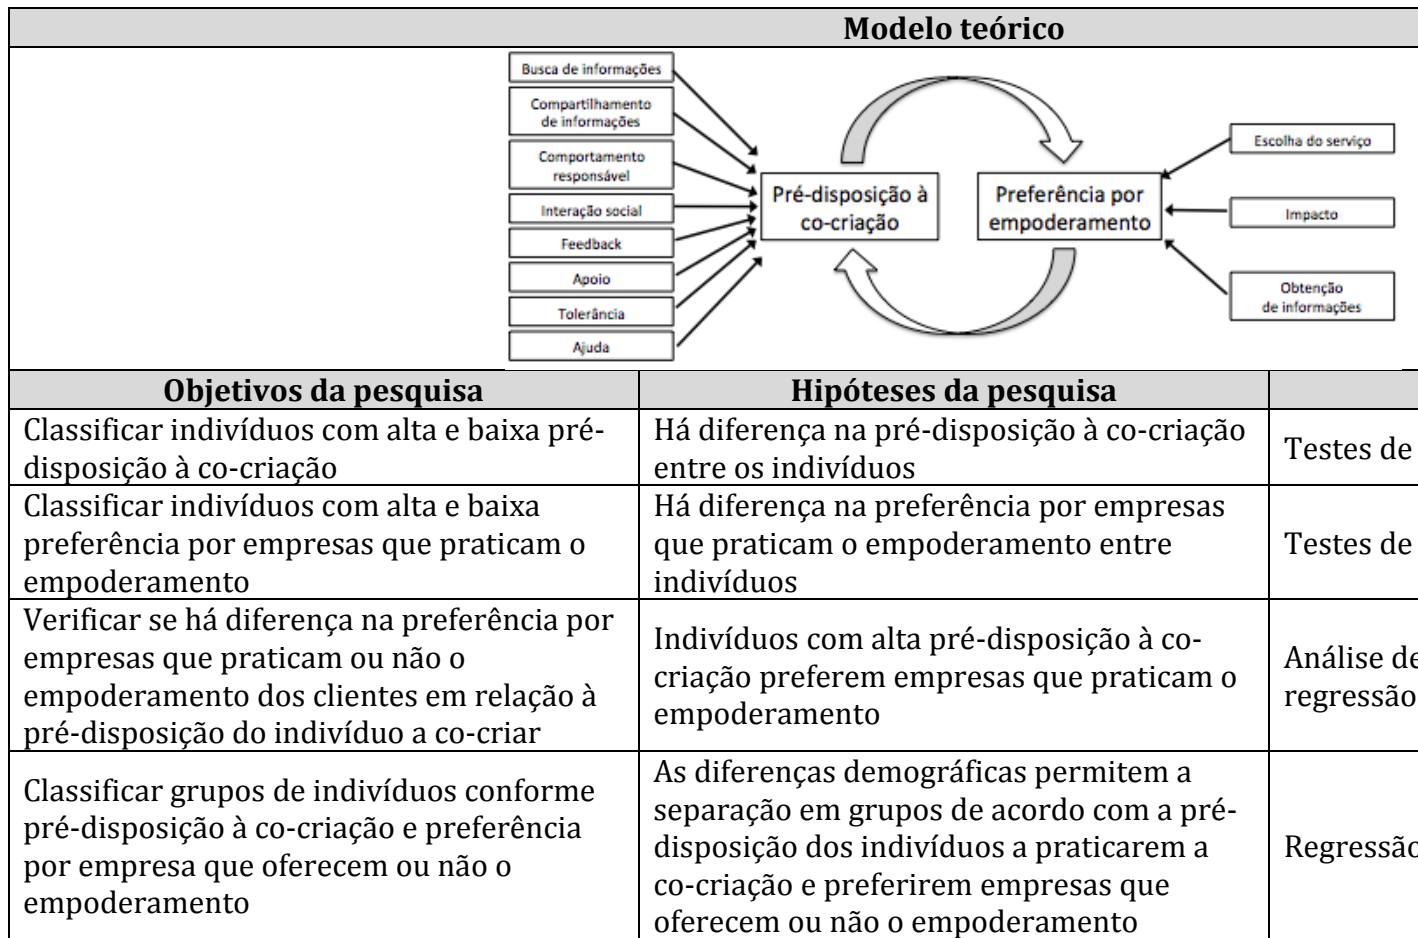 Modelo teórico
Busca de informações
Compartilhamento
de informações
Comportamento
responsável
Interação social
Feedback
Apoio
Tolerância
Ajuda
Pré-disposição à
co-criação
Preferência por
empoderamento
Escolha do serviço
Impacto
Obtenção
de informações
Objetivos da pesquisa
Hipóteses da pesquisa
Classificar indivíduos com alta e baixa pré-
disposição à co-criação
Há diferença na pré-disposição à co-criação
entre os indivíduos
Testes de
Classificar indivíduos com alta e baixa
preferência por empresas que praticam o
empoderamento
Há diferença na preferência por empresas
que praticam o empoderamento entre
indivíduos
Testes de
Verificar se há diferença na preferência por
empresas que praticam ou não o
empoderamento dos clientes em relação à
pré-disposição do indivíduo a co-criar
Indivíduos com alta pré-disposição à co-
criação preferem empresas que praticam o
empoderamento
Análise de
regressão
Classificar grupos de indivíduos conforme
pré-disposição à co-criação e preferência
por empresa que oferecem ou não o
empoderamento
As diferenças demográficas permitem a
separação em grupos de acordo com a pré-
disposição dos indivíduos a praticarem a
co-criação e preferirem empresas que
oferecem ou não o empoderamento
Regressão